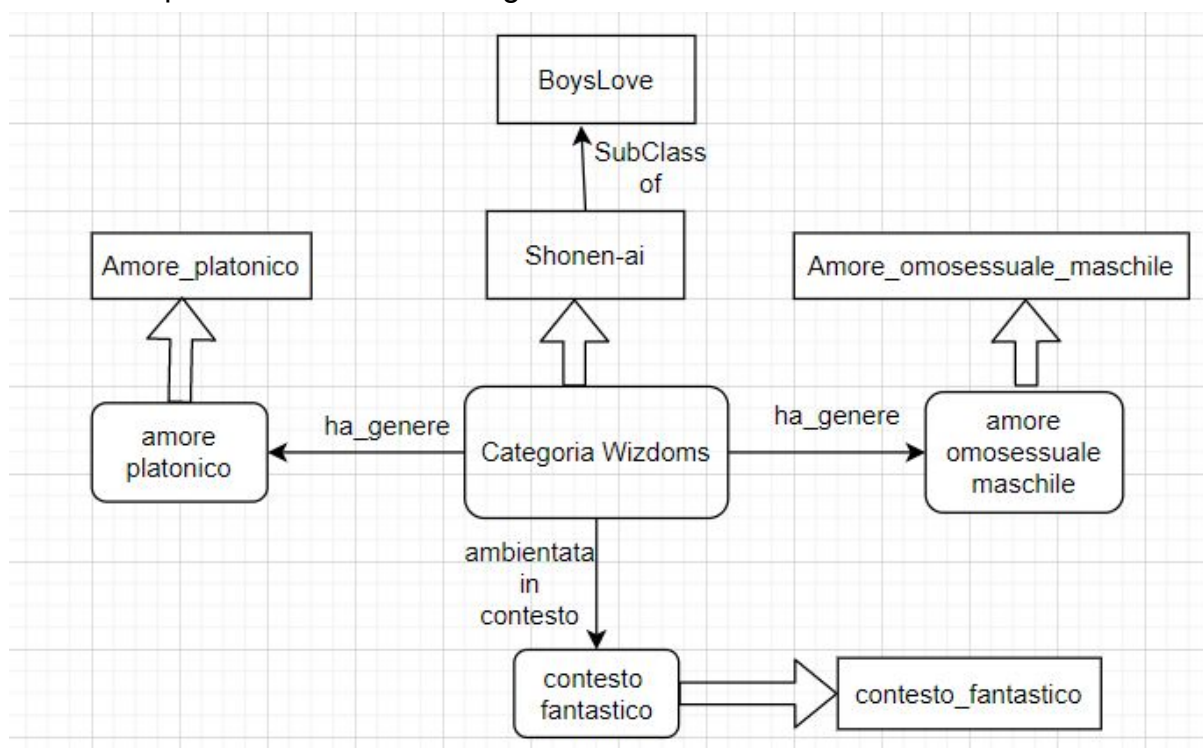 BoysLove
SubClass
of
Amore_platonico
Shonen-ai
Amore_omosessuale_maschile
amore
platonico
ha_genere
Categoria Wizdoms
ha_genere
amore
omosessuale
maschile
ambientata
in
contesto
contesto
fantastico
contesto_fantastico